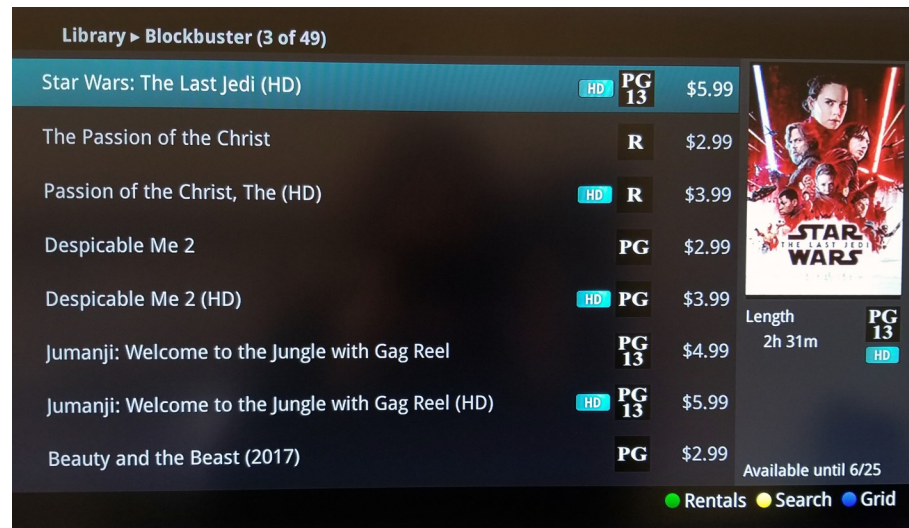 Library ▸ Blockbuster (3 of 49)
Star Wars: The Last Jedi (HD) HD PG 13 $5.99
The Passion of the Christ R $2.99
Passion of the Christ, The (HD) HD R $3.99
Despicable Me 2 PG $2.99
Despicable Me 2 (HD) HD PG $3.99
Jumanji: Welcome to the Jungle with Gag Reel PG 13 $4.99
Jumanji: Welcome to the Jungle with Gag Reel (HD) HD PG 13 $5.99
Beauty and the Beast (2017) PG $2.99
STAR
THE LAST JEDI
WARS
Length PG 13
2h 31m HD
Available until 6/25
Rentals Search Grid